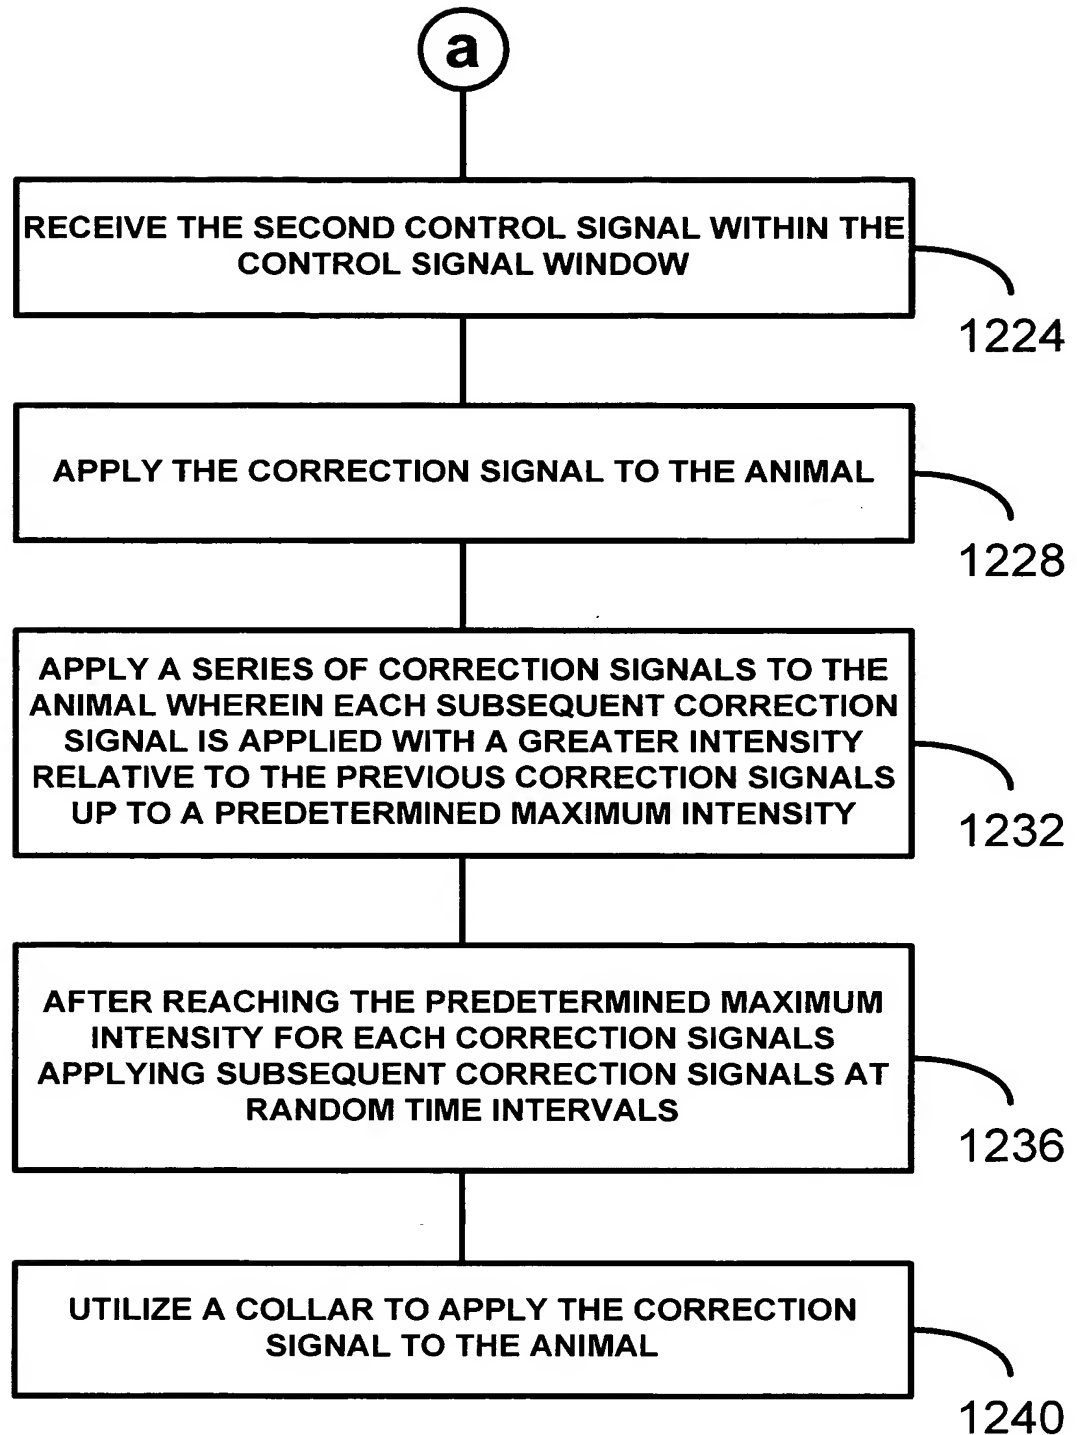 a
RECEIVE THE SECOND CONTROL SIGNAL WITHIN THE
CONTROL SIGNAL WINDOW
1224
APPLY THE CORRECTION SIGNAL TO THE ANIMAL
1228
APPLY A SERIES OF CORRECTION SIGNALS TO THE
ANIMAL WHEREIN EACH SUBSEQUENT CORRECTION
SIGNAL IS APPLIED WITH A GREATER INTENSITY
RELATIVE TO THE PREVIOUS CORRECTION SIGNALS
UP TO A PREDETERMINED MAXIMUM INTENSITY
1232
AFTER REACHING THE PREDETERMINED MAXIMUM
INTENSITY FOR EACH CORRECTION SIGNALS
APPLYING SUBSEQUENT CORRECTION SIGNALS AT
RANDOM TIME INTERVALS
1236
UTILIZE A COLLAR TO APPLY THE CORRECTION
SIGNAL TO THE ANIMAL
1240